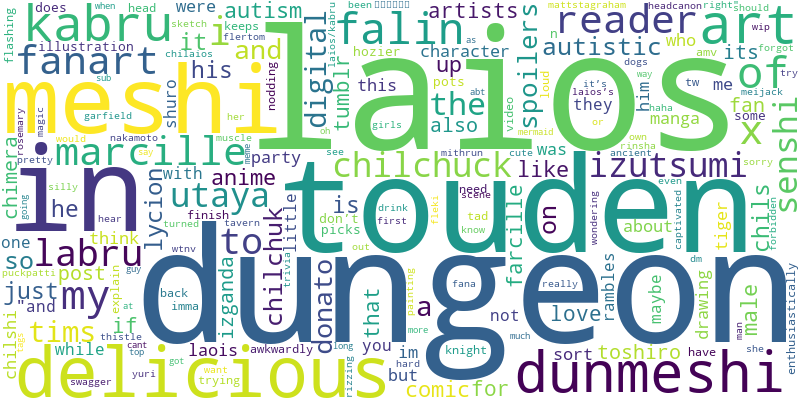 laios
touden
dungeon
meshi
in
delicious
dunmeshi
falin
kabru
fanart
art
reader
marcille
chilchuck
izutsumi
senshi
of
x
the
my
labru
to
utaya
tims
digital
tumblr
spoilers
autism
autistic
artists
character
up
also
this
pots
hozier
and
it
i
his
were
does
head
keeps
flashing
illustration
sketch
chilaios
flertom
sub
garfield
nodding
her
shuro
magic
nakamoto
rosemary
would
say
muscle
meme
pretty
silly
party
with
anime
he
lycion
chimera
going
one
so
think
hear
turned
tavern
finish
chilchuk
little
is
don't
picks
drink
first
need
scene
tad
know
fleki
like
was
on
about
farcille
rambles
love
not
a
that
donato
trivia
out
izganda
wtnv
back
imma
laois
awkwardly
want
trying
got
yuri
top
cant
thistle
at
guy
explain
if
while
post
just
puckpatti
"and
chilshi
tags
swagger
long
rizzing
you
im
but
hard
more
painting
fana
knight
comic
for
much
really
sort
toshiro
have
maybe
male
drawing
she
man
dm
tiger
chils
forbidden
captivated
even
enthusiastically
wondering
ancient
rinsha
own
sorry
or
mermaid
loud
cute
mithrun
see
girls
oh
abt
as
been
laios/kabru
mattstagraham
headcanon
right"
should
n
who
amv
wip
its
forgot
dogs
way
it's
laios's
tw
me
meijack
try
haha
him
they
fan
manga
some
video
when